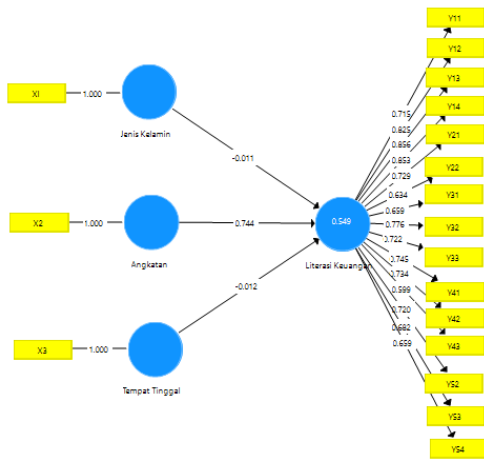 Y11
Y12
Y13
Y14
Y21
Y22
Y31
Y32
Y33
Y41
Y42
Y43
Y52
Y53
Y54
0.715
0.825
0.856
0.853
0.729
0.634
0.659
0.776
0.722
0.745
0.734
0.599
0.720
0.659
XI
1.000
Jenis Kelamin
-0.011
X2
1.000
Angkatan
0.744
0.549
Literasi Keuangan
-0.012
X3
1.000
Tempat Tinggal